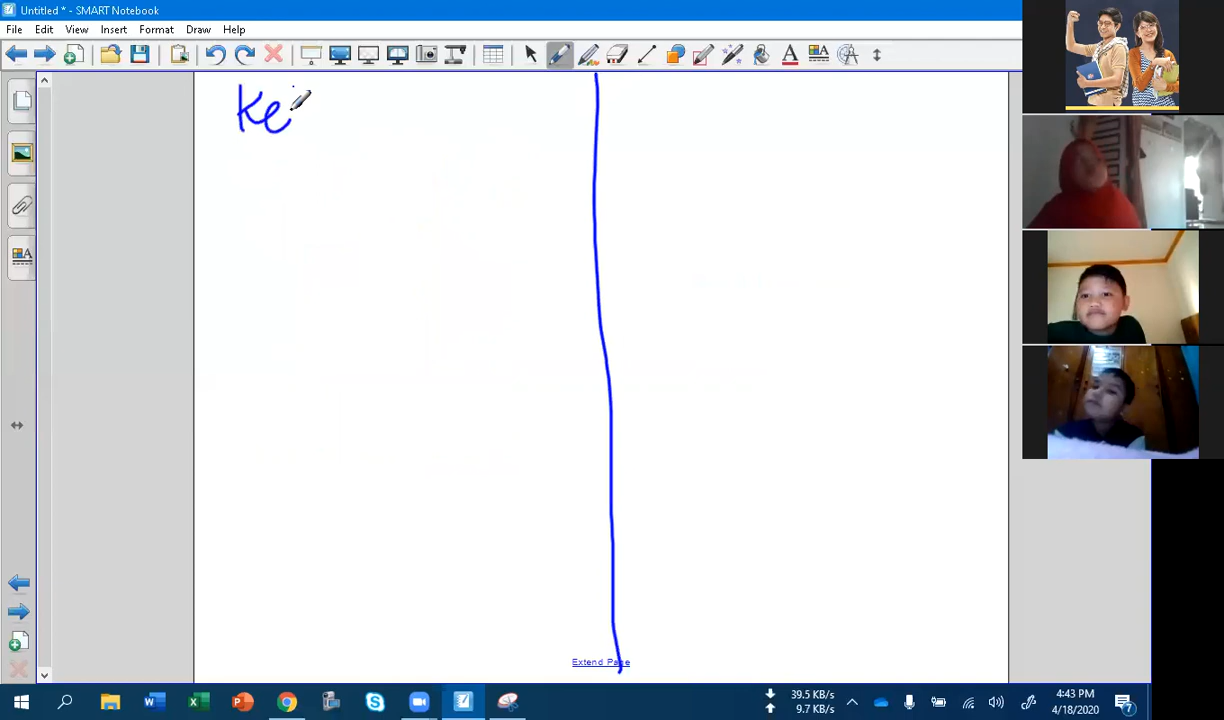 Untitled * - SMART Notebook
File Edit View Insert Format Draw Help
Ke
Extend Page
39.5 KB/s
9.7 KB/s
4:43 PM
4/18/2020
7